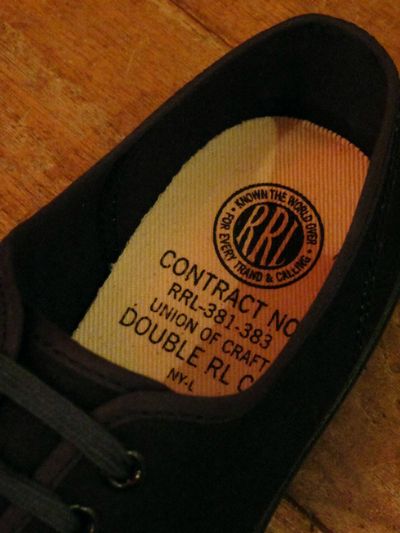 KNOWN THE WORLD OVER
RRL
• FOR EVERY TRAND & CALLING •
CONTRACT NO
RRL-381-383
UNION OF CRAFT
DOUBLE RL C
NY-L